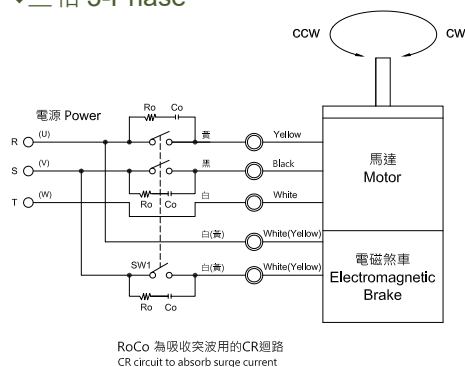 三相 3-Phase
CCW CW
Ro Co
電源 Power
R (U) 黃 Yellow
S (V) 黑 Black
馬達
Motor
T (W) 白 White
Ro Co
白(黃) White(Yellow)
SW1 白(黃) White(Yellow)
電磁煞車
Electromagnetic
Brake
Ro Co
RoCo 為吸收突波用的CR迴路
CR circuit to absorb surge current